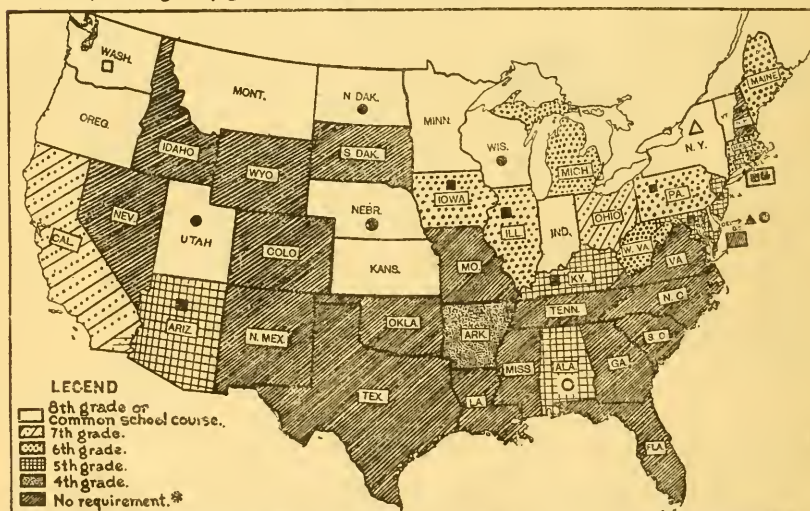 WASH.
MONT.
N DAK.
MINN.
MAINE
OREG.
VT
IDAHO
WIS.
N.Y.
S. DAK.
MICH.
WYO.
IOWA
PA.
NEV.
NEBR.
OHIO
ILL
IND.
UTAH
COLO
W. VA.
CAL.
KANS.
MO.
VA
KY.
N. C.
TENN.
ARIZ.
OKLA.
ARK.
S. C.
N. MEX.
MISS
ALA.
GA.
TEX.
LA.
FLA.
LEGEND
8th grade or
common school course.
7th grade.
6th grade.
5th grade.
4th grade.
No requirement.*